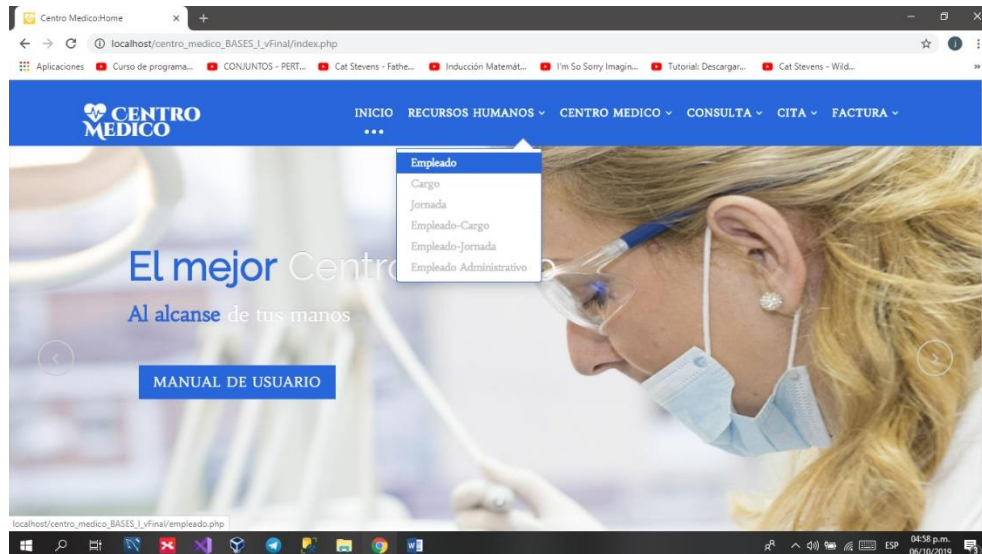 Centro Medico:Home
localhost/centro_medico_BASES_I_vFinal/index.php
Aplicaciones Curso de programa... CONJUNTOS - PERT... Cat Stevens - Fathe... Inducción Matemát... I'm So Sorry Imagin... Tutorial: Descargar... Cat Stevens - Wild...
CENTRO
MEDICO
INICIO RECURSOS HUMANOS CENTRO MEDICO CONSULTA CITA FACTURA
Empleado
Cargo
Jornada
Empleado-Cargo
Empleado-Jornada
Empleado Administrativo
El mejor Centro
Al alcanse de tus manos
MANUAL DE USUARIO
localhost/centro_medico_BASES_I_vFinal/empleado.php
ESP
04:58 p.m.
06/10/2019